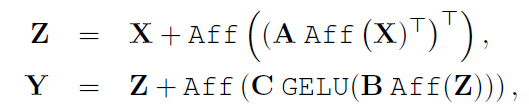 Z = X + Aff ((A Aff (X)⊤)⊤) ,
Y = Z + Aff (C GELU(B Aff(Z))) ,